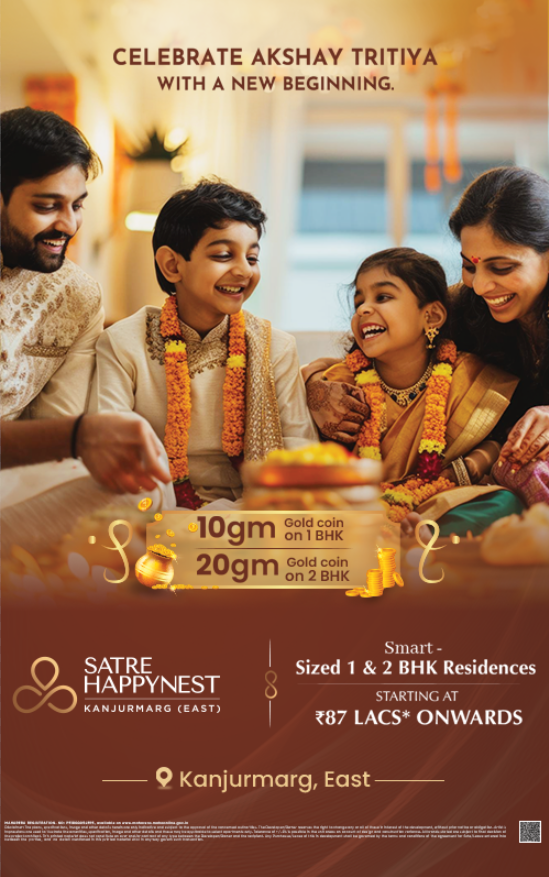 CELEBRATE AKSHAY TRITIYA
WITH A NEW BEGINNING.
10gm Gold coin on 1 BHK
20gm Gold coin on 2 BHK
SATRE
HAPPYNEST
KANJURMARG (EAST)
Smart -
Sized 1 & 2 BHK Residences
STARTING AT
₹87 LACS* ONWARDS
Kanjurmarg, East